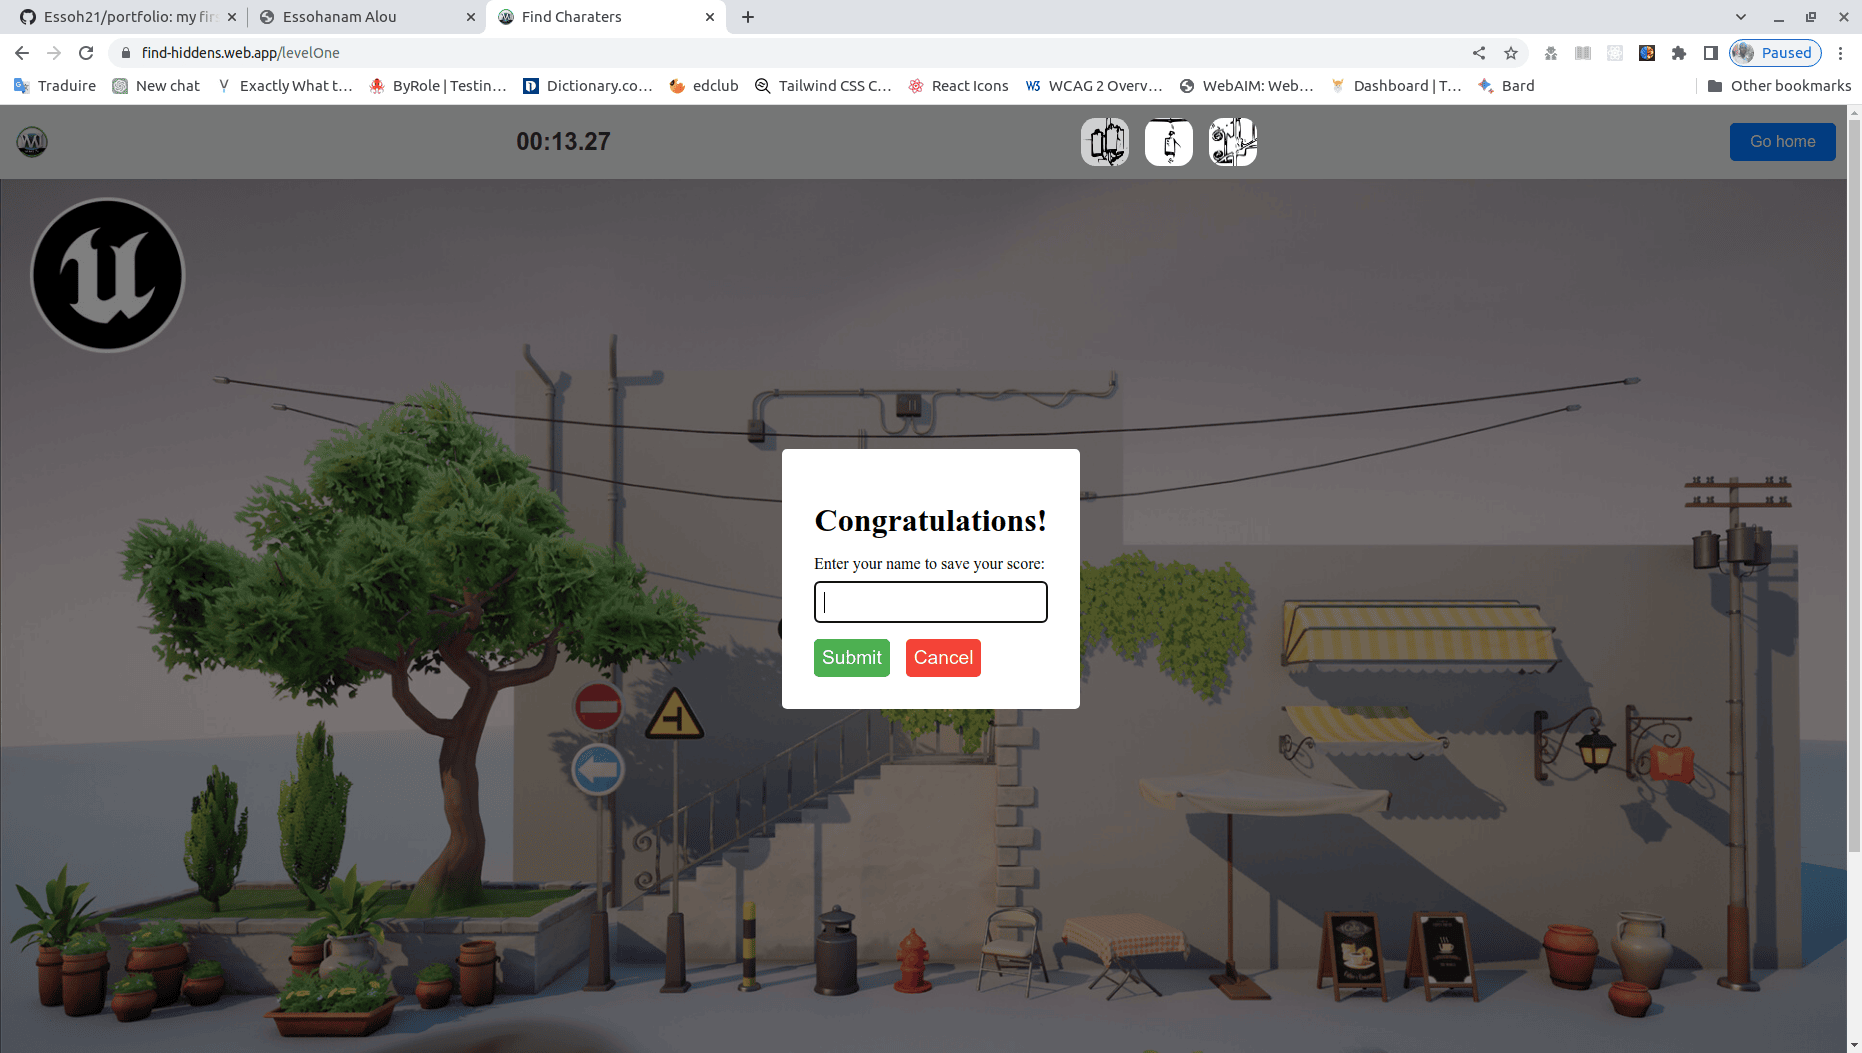 Essoh21/portfolio: my firs
Essohanam Alou
Find Charaters
find-hiddens.web.app/levelOne
Paused
Traduire
New chat
Exactly What t...
ByRole | Testin...
Dictionary.co...
edclub
Tailwind CSS C...
React Icons
WCAG 2 Overv...
WebAIM: Web...
Dashboard | T...
Bard
Other bookmarks
00:13.27
Go home
Congratulations!
Enter your name to save your score:
Submit
Cancel